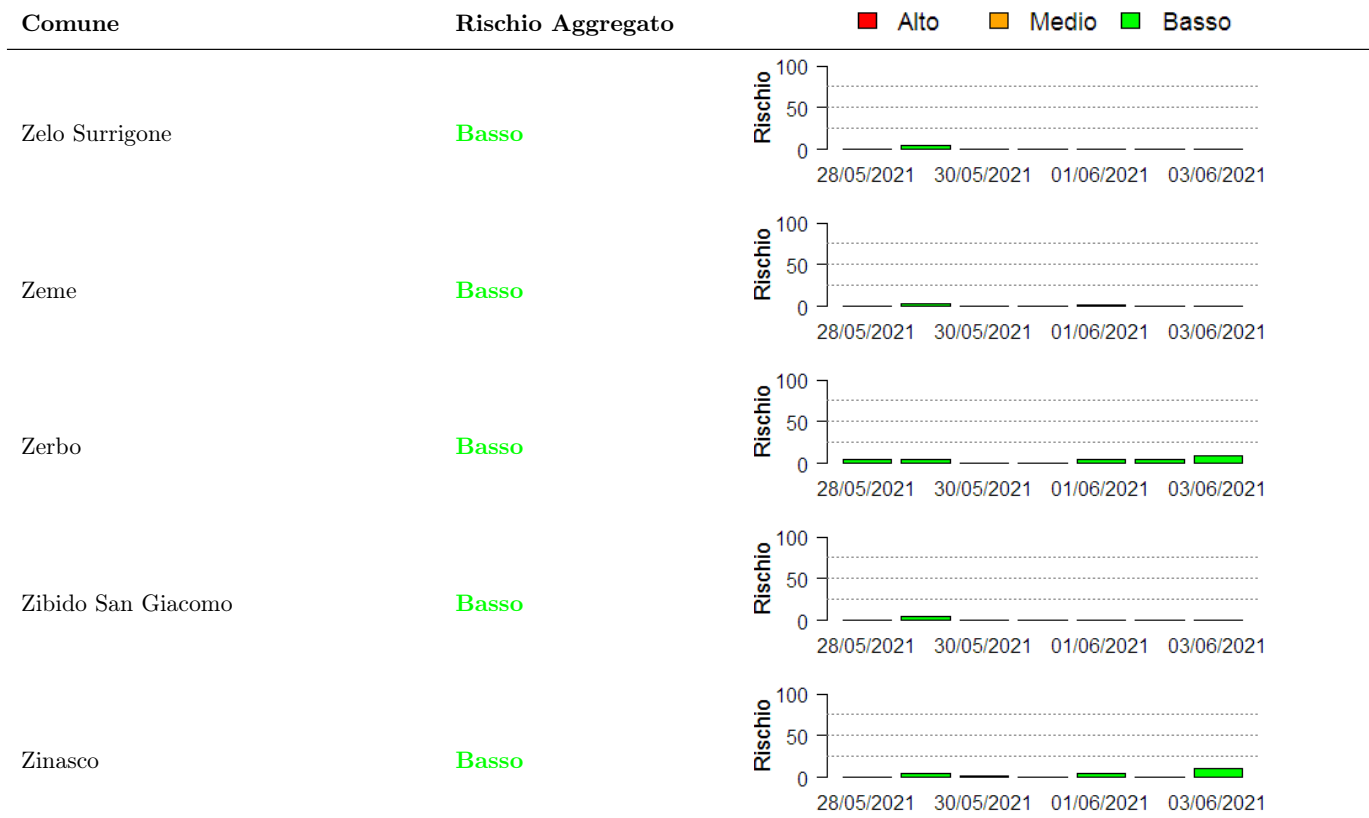 Comune Rischio Aggregato Alto Medio Basso
100
50
0
Rischio
Zelo Surrigone Basso
28/05/2021 30/05/2021 01/06/2021 03/06/2021
100
50
0
Rischio
Zeme Basso
28/05/2021 30/05/2021 01/06/2021 03/06/2021
100
50
0
Rischio
Zerbo Basso
28/05/2021 30/05/2021 01/06/2021 03/06/2021
100
50
0
Rischio
Zibido San Giacomo Basso
28/05/2021 30/05/2021 01/06/2021 03/06/2021
100
50
0
Rischio
Zinasco Basso
28/05/2021 30/05/2021 01/06/2021 03/06/2021